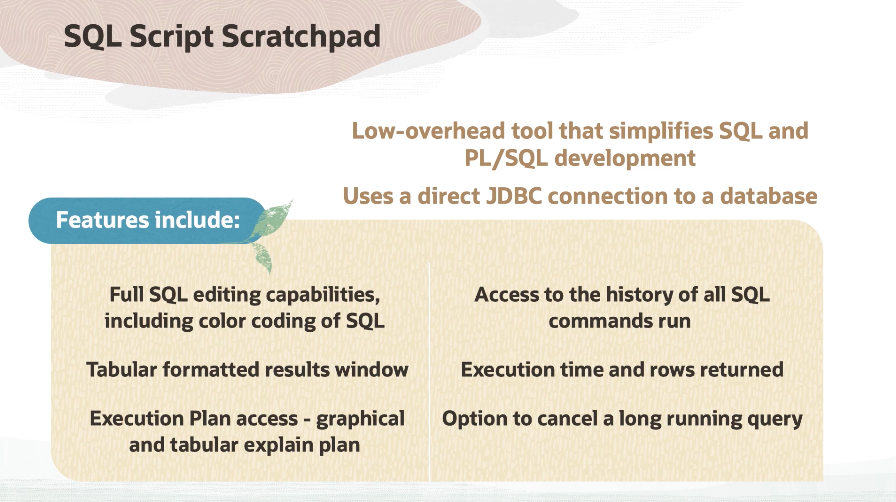 SQL Script Scratchpad
Low-overhead tool that simplifies SQL and
PL/SQL development
Uses a direct JDBC connection to a database
Features include:
Full SQL editing capabilities,
including color coding of SQL
Tabular formatted results window
Execution Plan access - graphical
and tabular explain plan
Access to the history of all SQL
commands run
Execution time and rows returned
Option to cancel a long running query